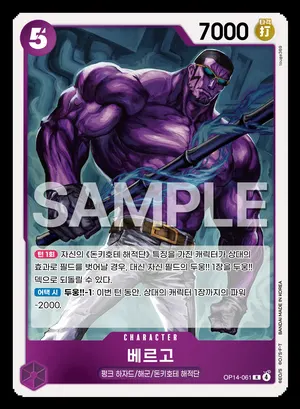 5
7000
打
SAMPLE
턴 1회 자신의 《돈키호테 해적단》 특징을 가진 캐릭터가 상대의
효과로 필드를 벗어날 경우, 대신 자신 필드의 두웅!! 1장을 두웅!!
덱으로 되돌릴 수 있다.
어택 시 두웅!!-1: 이번 턴 동안, 상대의 캐릭터 1장까지의 파워
-2000.
CHARACTER
베르고
펑크 하자드/해군/돈키호테 해적단
OP14-061 R